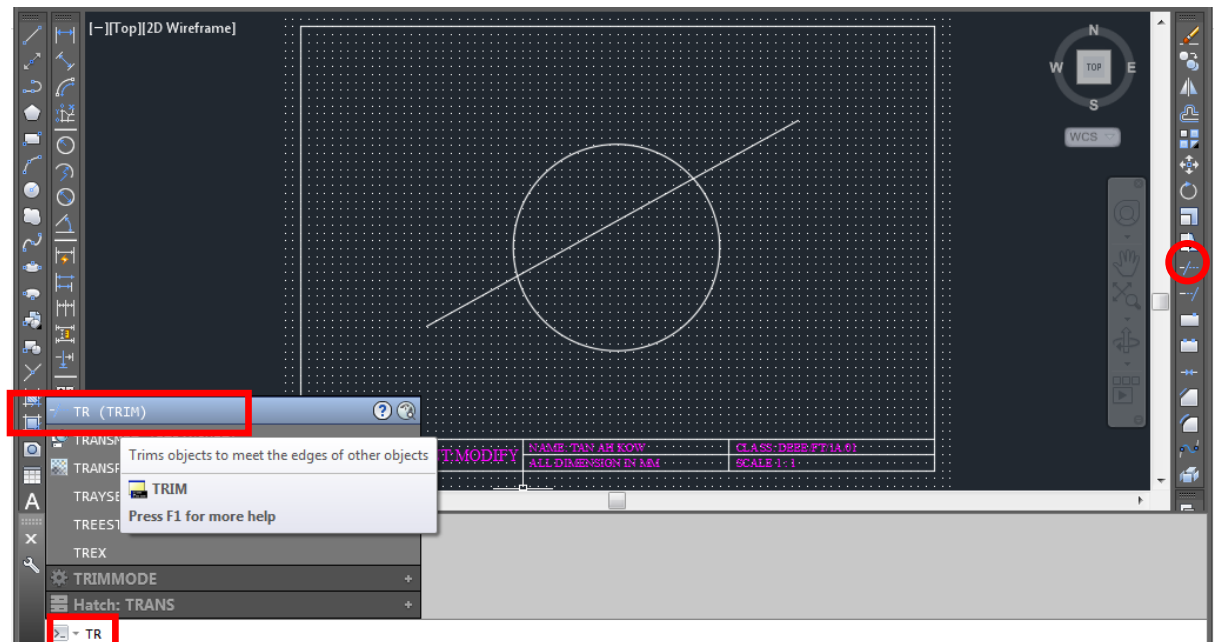 [−][Top][2D Wireframe]
N
W TOP E
S
WCS
TR (TRIM)
Trims objects to meet the edges of other objects
TRIM
Press F1 for more help
T:MODIFY
NAME: TAN AH KOW
CLASS: DEEE/FT/1A/01
ALL DIMENSION IN MM
SCALE 1 : 1
TRANSP
TRAYSE
TREEST
TREX
TRIMMODE
Hatch: TRANS
TR
A